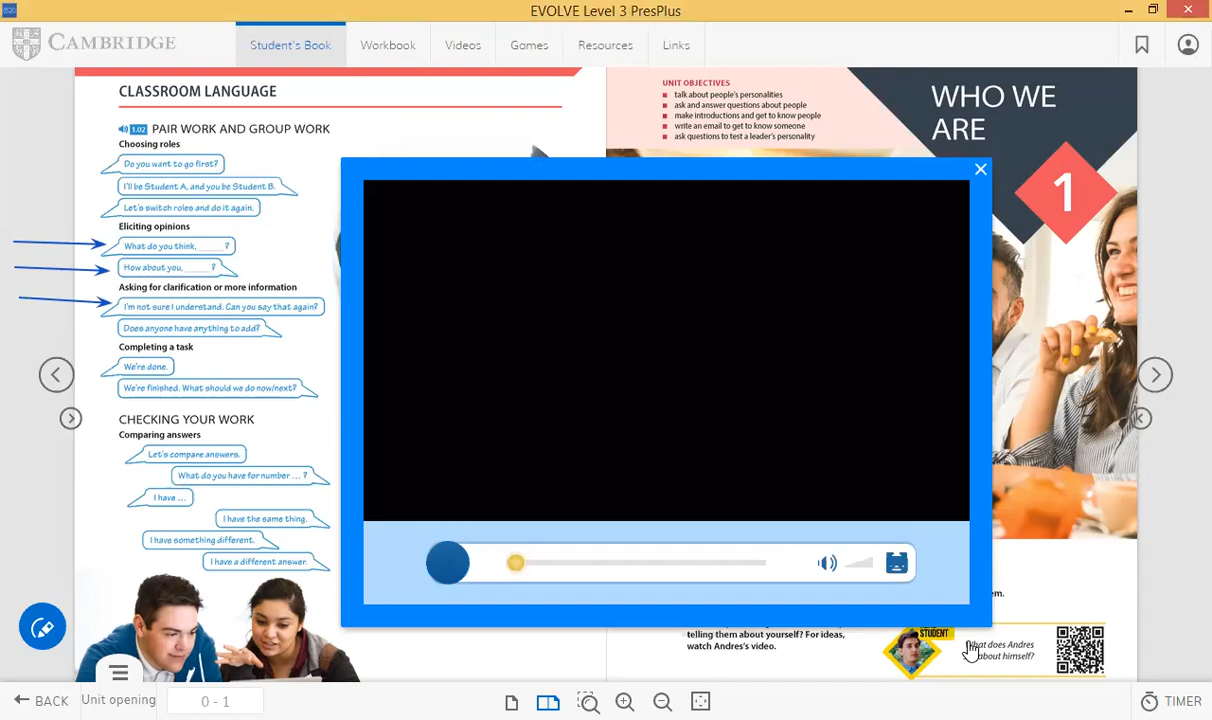 EVOLVE Level 3 PresPlus
CAMBRIDGE
Student's Book
Workbook
Videos
Games
Resources
Links
CLASSROOM LANGUAGE
1.02 PAIR WORK AND GROUP WORK
Choosing roles
Do you want to go first?
I'll be Student A, and you be Student B.
Let's switch roles and do it again.
Eliciting opinions
What do you think, _____ ?
How about you, _____ ?
Asking for clarification or more information
I'm not sure I understand. Can you say that again?
Does anyone have anything to add?
Completing a task
We're done.
We're finished. What should we do now/next?
CHECKING YOUR WORK
Comparing answers
Let's compare answers.
What do you have for number ... ?
I have ...
I have the same thing.
I have something different.
I have a different answer.
UNIT OBJECTIVES
talk about people's personalities
ask and answer questions about people
make introductions and get to know people
write an email to get to know someone
ask questions to test a leader's personality
WHO WE
ARE
1
telling them about yourself? For ideas,
watch Andres's video.
STUDENT
What does Andres
about himself?
BACK
Unit opening
0 - 1
TIMER